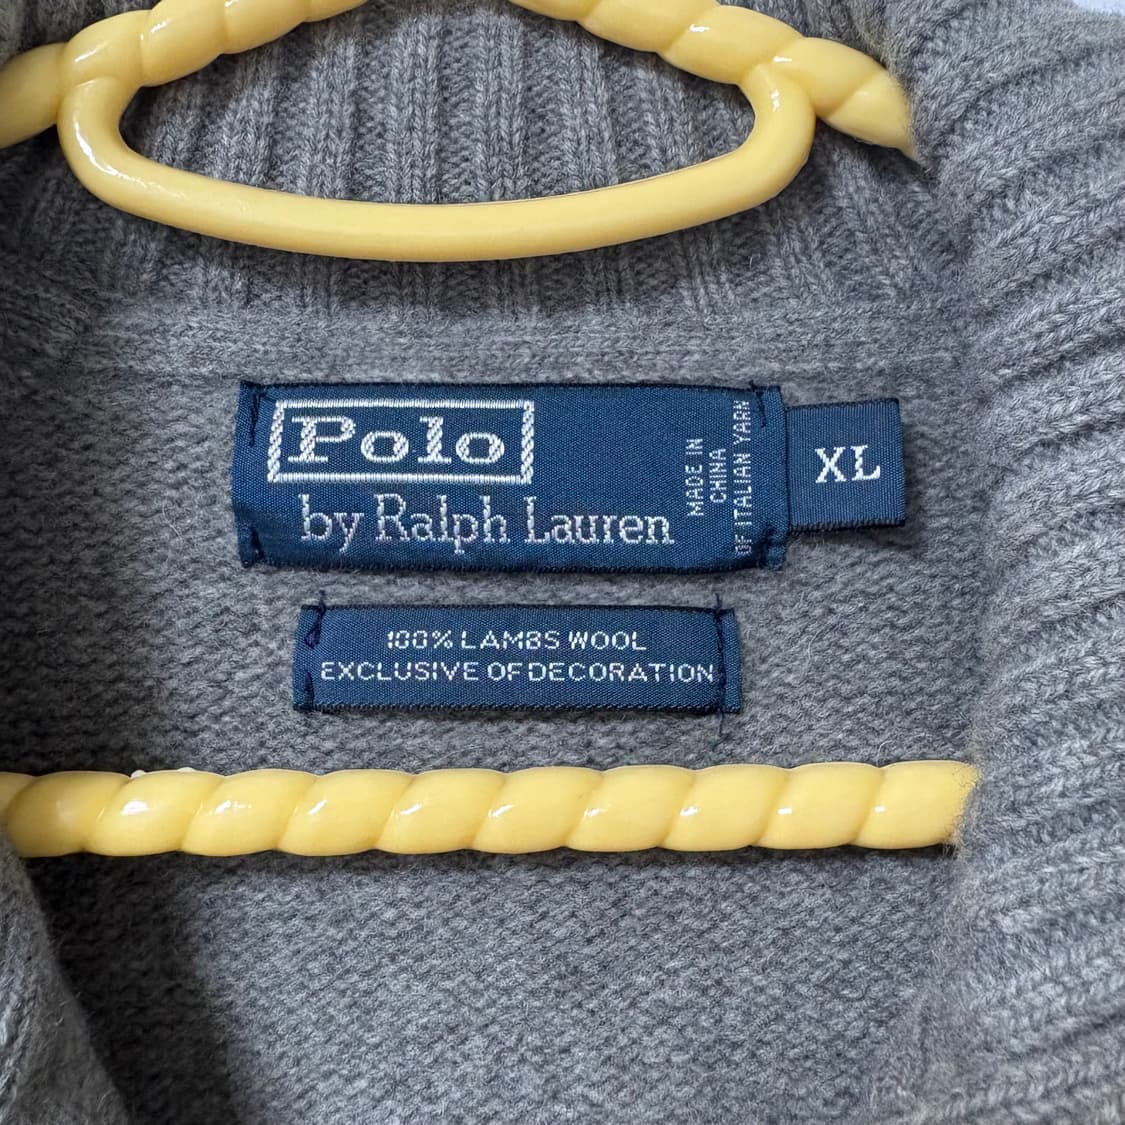 Polo
by Ralph Lauren
MADE IN
CHINA
OF ITALIAN YARN
XL
100% LAMBS WOOL
EXCLUSIVE OF DECORATION